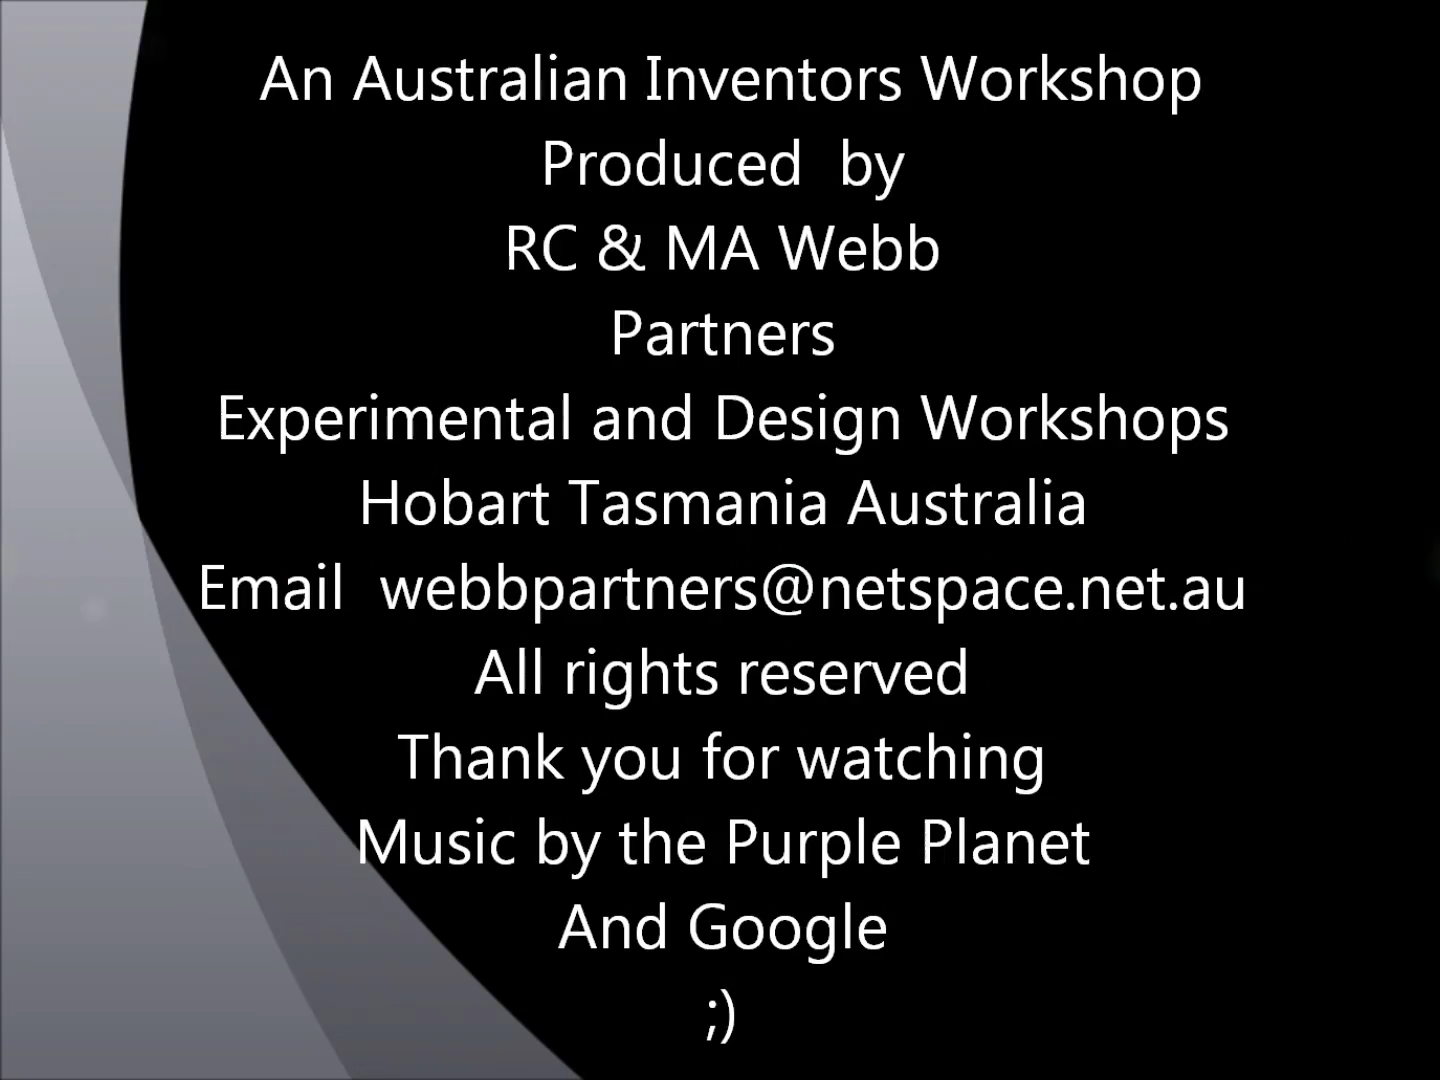 An Australian Inventors Workshop
Produced  by
RC & MA Webb
Partners
Experimental and Design Workshops
Hobart Tasmania Australia
Email  webbpartners@netspace.net.au
All rights reserved
Thank you for watching
Music by the Purple Planet
And Google
;)